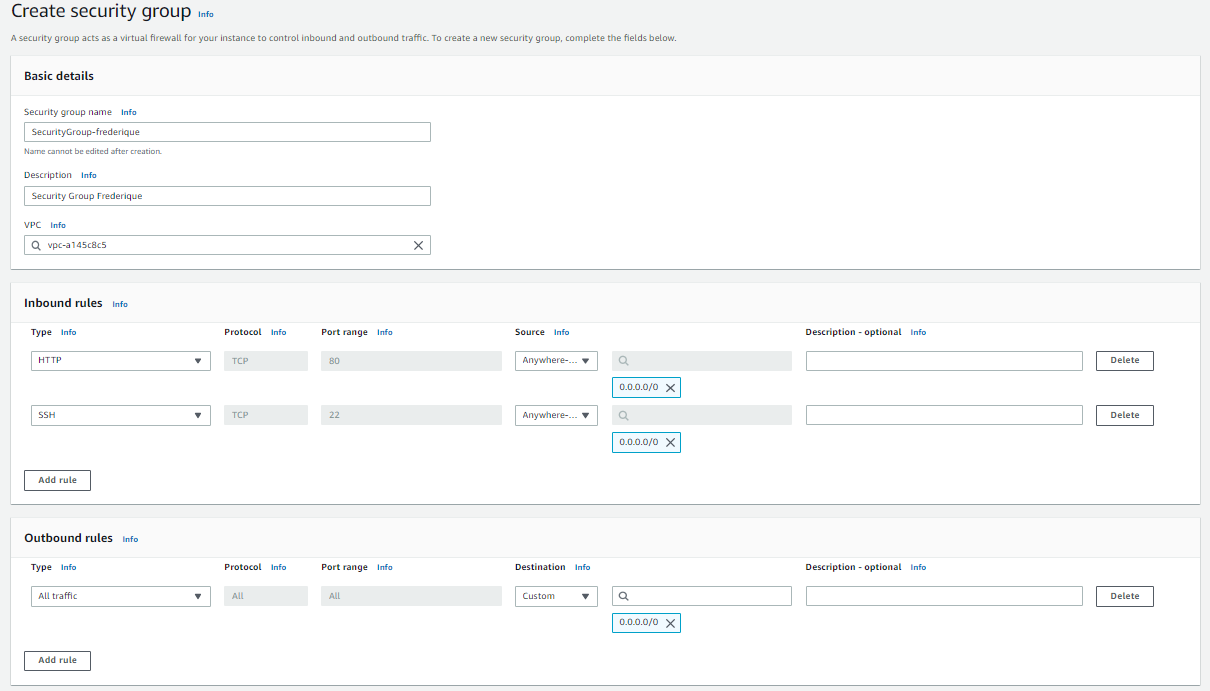 Create security group Info
A security group acts as a virtual firewall for your instance to control inbound and outbound traffic. To create a new security group, complete the fields below.
Basic details
Security group name Info
SecurityGroup-frederique
Name cannot be edited after creation.
Description Info
Security Group Frederique
VPC Info
vpc-a145c8c5
Inbound rules Info
Type Info Protocol Info Port range Info Source Info Description - optional Info
HTTP TCP 80 Anywhere-... Delete
0.0.0.0/0
SSH TCP 22 Anywhere-... Delete
0.0.0.0/0
Add rule
Outbound rules Info
Type Info Protocol Info Port range Info Destination Info Description - optional Info
All traffic All All Custom Delete
0.0.0.0/0
Add rule